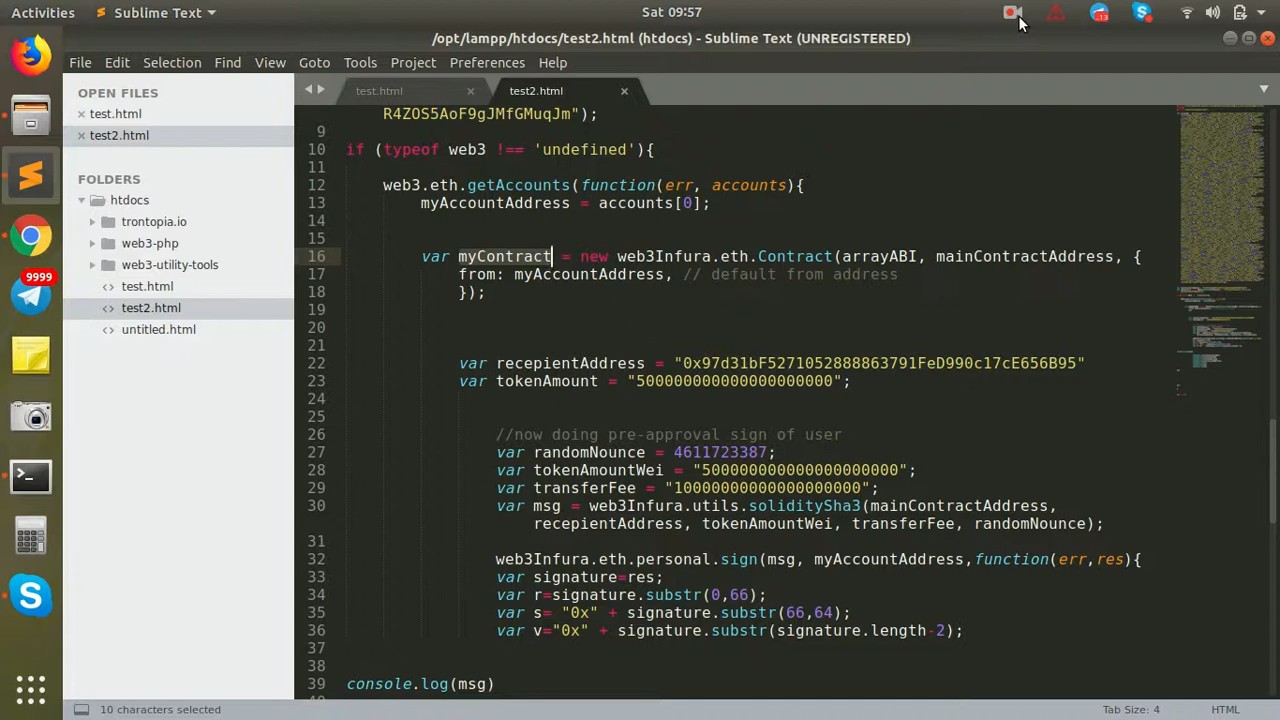 Activities
Sublime Text
Sat 09:57
13
/opt/lampp/htdocs/test2.html (htdocs) - Sublime Text (UNREGISTERED)
File Edit Selection Find View Goto Tools Project Preferences Help
OPEN FILES
test.html
test2.html
FOLDERS
htdocs
trontopia.io
web3-php
web3-utility-tools
test.html
test2.html
untitled.html
9999
test.html
test2.html
R4ZOS5AoF9gJMfGMuqJm");
9
10 if (typeof web3 !== 'undefined'){
11
12 web3.eth.getAccounts(function(err, accounts){
13 myAccountAddress = accounts[0];
14
15
16 var myContract = new web3Infura.eth.Contract(arrayABI, mainContractAddress, {
17 from: myAccountAddress, // default from address
18 });
19
20
21
22 var recepientAddress = "0x97d31bF5271052888863791FeD990c17cE656B95"
23 var tokenAmount = "500000000000000000000";
24
25
26 //now doing pre-approval sign of user
27 var randomNounce = 4611723387;
28 var tokenAmountWei = "500000000000000000000";
29 var transferFee = "10000000000000000000";
30 var msg = web3Infura.utils.soliditySha3(mainContractAddress,
recepientAddress, tokenAmountWei, transferFee, randomNounce);
31
32 web3Infura.eth.personal.sign(msg, myAccountAddress,function(err,res){
33 var signature=res;
34 var r=signature.substr(0,66);
35 var s= "0x" + signature.substr(66,64);
36 var v="0x" + signature.substr(signature.length-2);
37
38
39 console.log(msg)
10 characters selected
Tab Size: 4
HTML